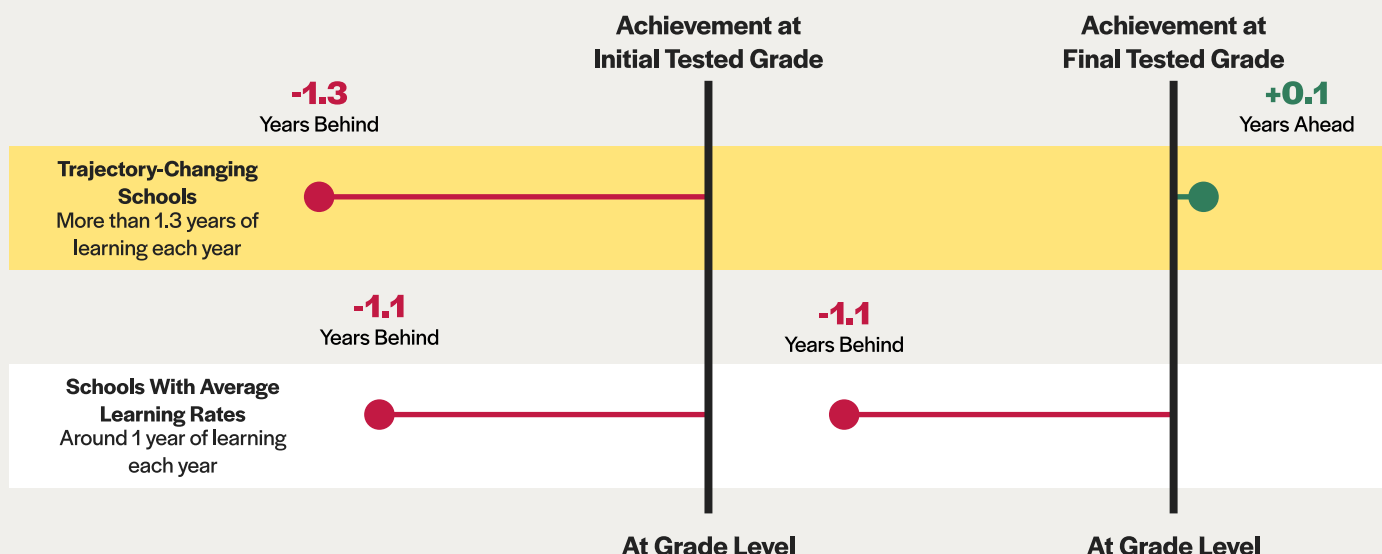 Achievement at
Initial Tested Grade
Achievement at
Final Tested Grade
-1.3
Years Behind
+0.1
Years Ahead
Trajectory-Changing
Schools
More than 1.3 years of
learning each year
-1.1
Years Behind
-1.1
Years Behind
Schools With Average
Learning Rates
Around 1 year of learning
each year
At Grade Level
At Grade Level